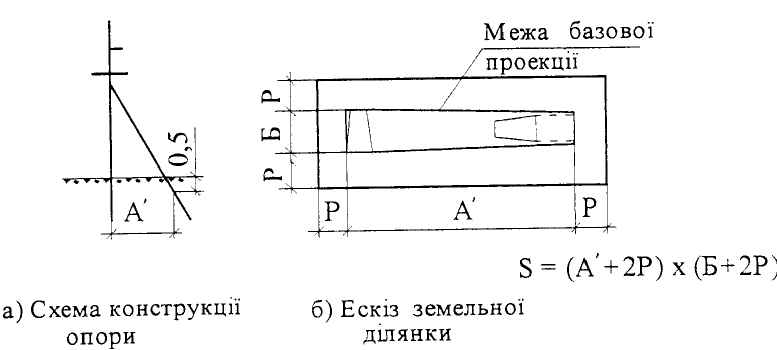 Межа базової
проекції
Р
Б
Р
0,5
А′
Р
А′
Р
S = (А′+2Р) х (Б+2Р)
а) Схема конструкції
опори
б) Ескіз земельної
ділянки